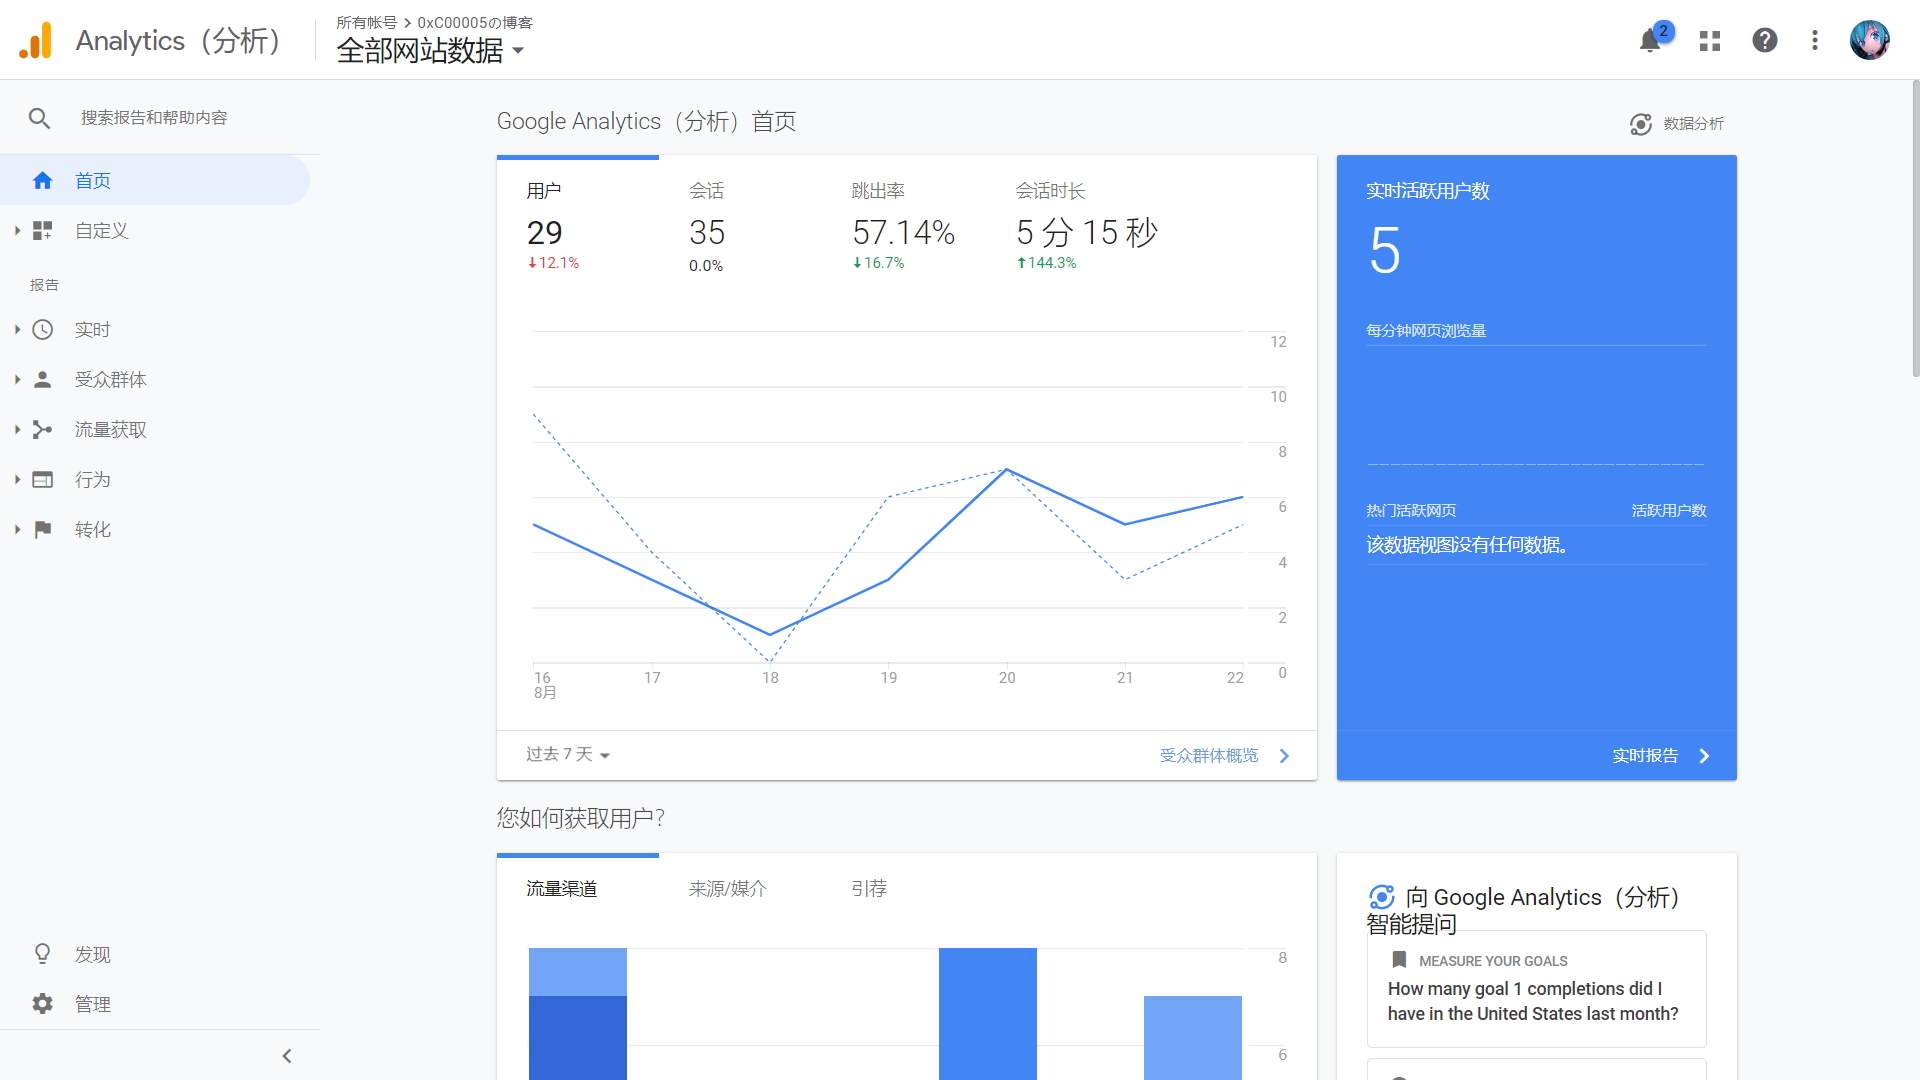 Analytics（分析）
所有帐号 > 0xC00005の博客
全部网站数据
2
搜索报告和帮助内容
首页
自定义
报告
实时
受众群体
流量获取
行为
转化
发现
管理
Google Analytics（分析）首页
数据分析
用户
29
12.1%
会话
35
0.0%
跳出率
57.14%
16.7%
会话时长
5 分 15 秒
144.3%
12
10
8
6
4
2
0
16
8月
17
18
19
20
21
22
过去 7 天
受众群体概览
实时活跃用户数
5
每分钟网页浏览量
热门活跃网页 活跃用户数
该数据视图没有任何数据。
实时报告
您如何获取用户？
流量渠道
来源/媒介
引荐
8
6
向 Google Analytics（分析）
智能提问
MEASURE YOUR GOALS
How many goal 1 completions did I
have in the United States last month?